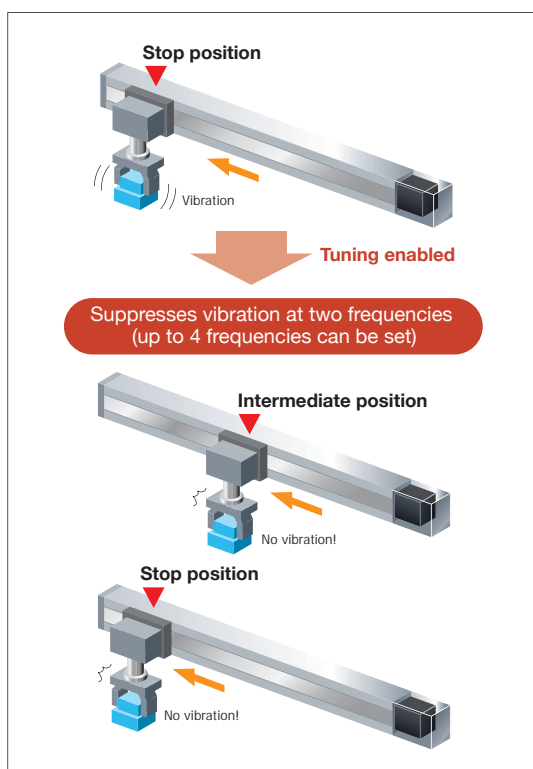 Stop position
Vibration
Tuning enabled
Suppresses vibration at two frequencies
(up to 4 frequencies can be set)
Intermediate position
No vibration!
Stop position
No vibration!